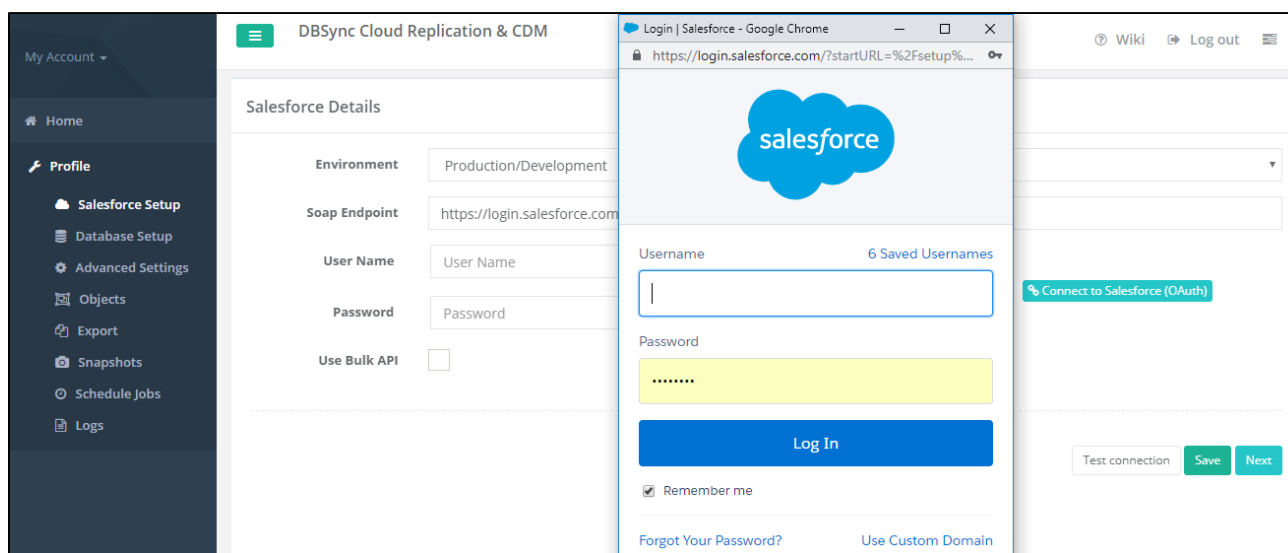 My Account
Home
Profile
Salesforce Setup
Database Setup
Advanced Settings
Objects
Export
Snapshots
Schedule Jobs
Logs
DBSync Cloud Replication & CDM
Wiki
Log out
Salesforce Details
Environment
Production/Development
Soap Endpoint
https://login.salesforce.com
User Name
User Name
Password
Password
Use Bulk API
Connect to Salesforce (OAuth)
Test connection
Save
Next
Login | Salesforce - Google Chrome
https://login.salesforce.com/?startURL=%2Fsetup%...
salesforce
Username
6 Saved Usernames
Password
••••••••
Log In
Remember me
Forgot Your Password?
Use Custom Domain